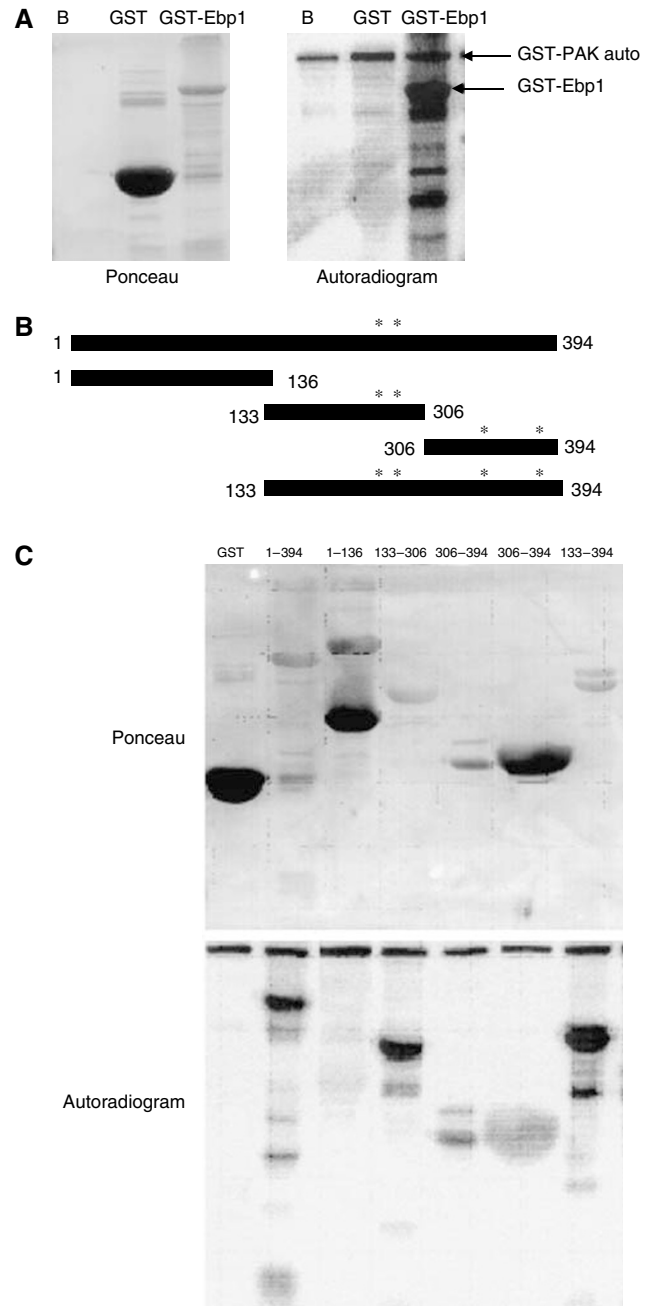 A
B GST GST-Ebp1
B GST GST-Ebp1
GST-PAK auto
GST-Ebp1
Ponceau
Autoradiogram
B
* *
1 394
1 136
* *
133 306
* *
306 394
* * * *
133 394
C
GST 1–394 1–136 133–306 306–394 306–394 133–394
Ponceau
Autoradiogram